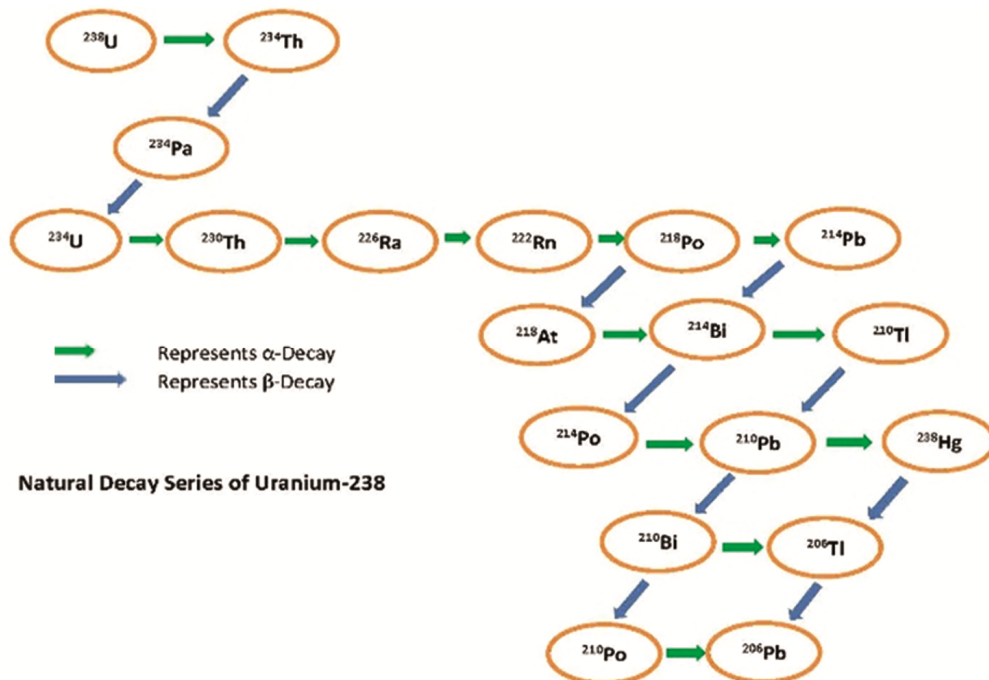 ²³⁸U
²³⁴Th
²³⁴Pa
²³⁴U
²³⁰Th
²²⁶Ra
²²²Rn
²¹⁸Po
²¹⁴Pb
²¹⁸At
²¹⁴Bi
²¹⁰Tl
Represents α-Decay
Represents β-Decay
²¹⁴Po
²¹⁰Pb
²³⁸Hg
Natural Decay Series of Uranium-238
²¹⁰Bi
²⁰⁶Tl
²¹⁰Po
²⁰⁶Pb